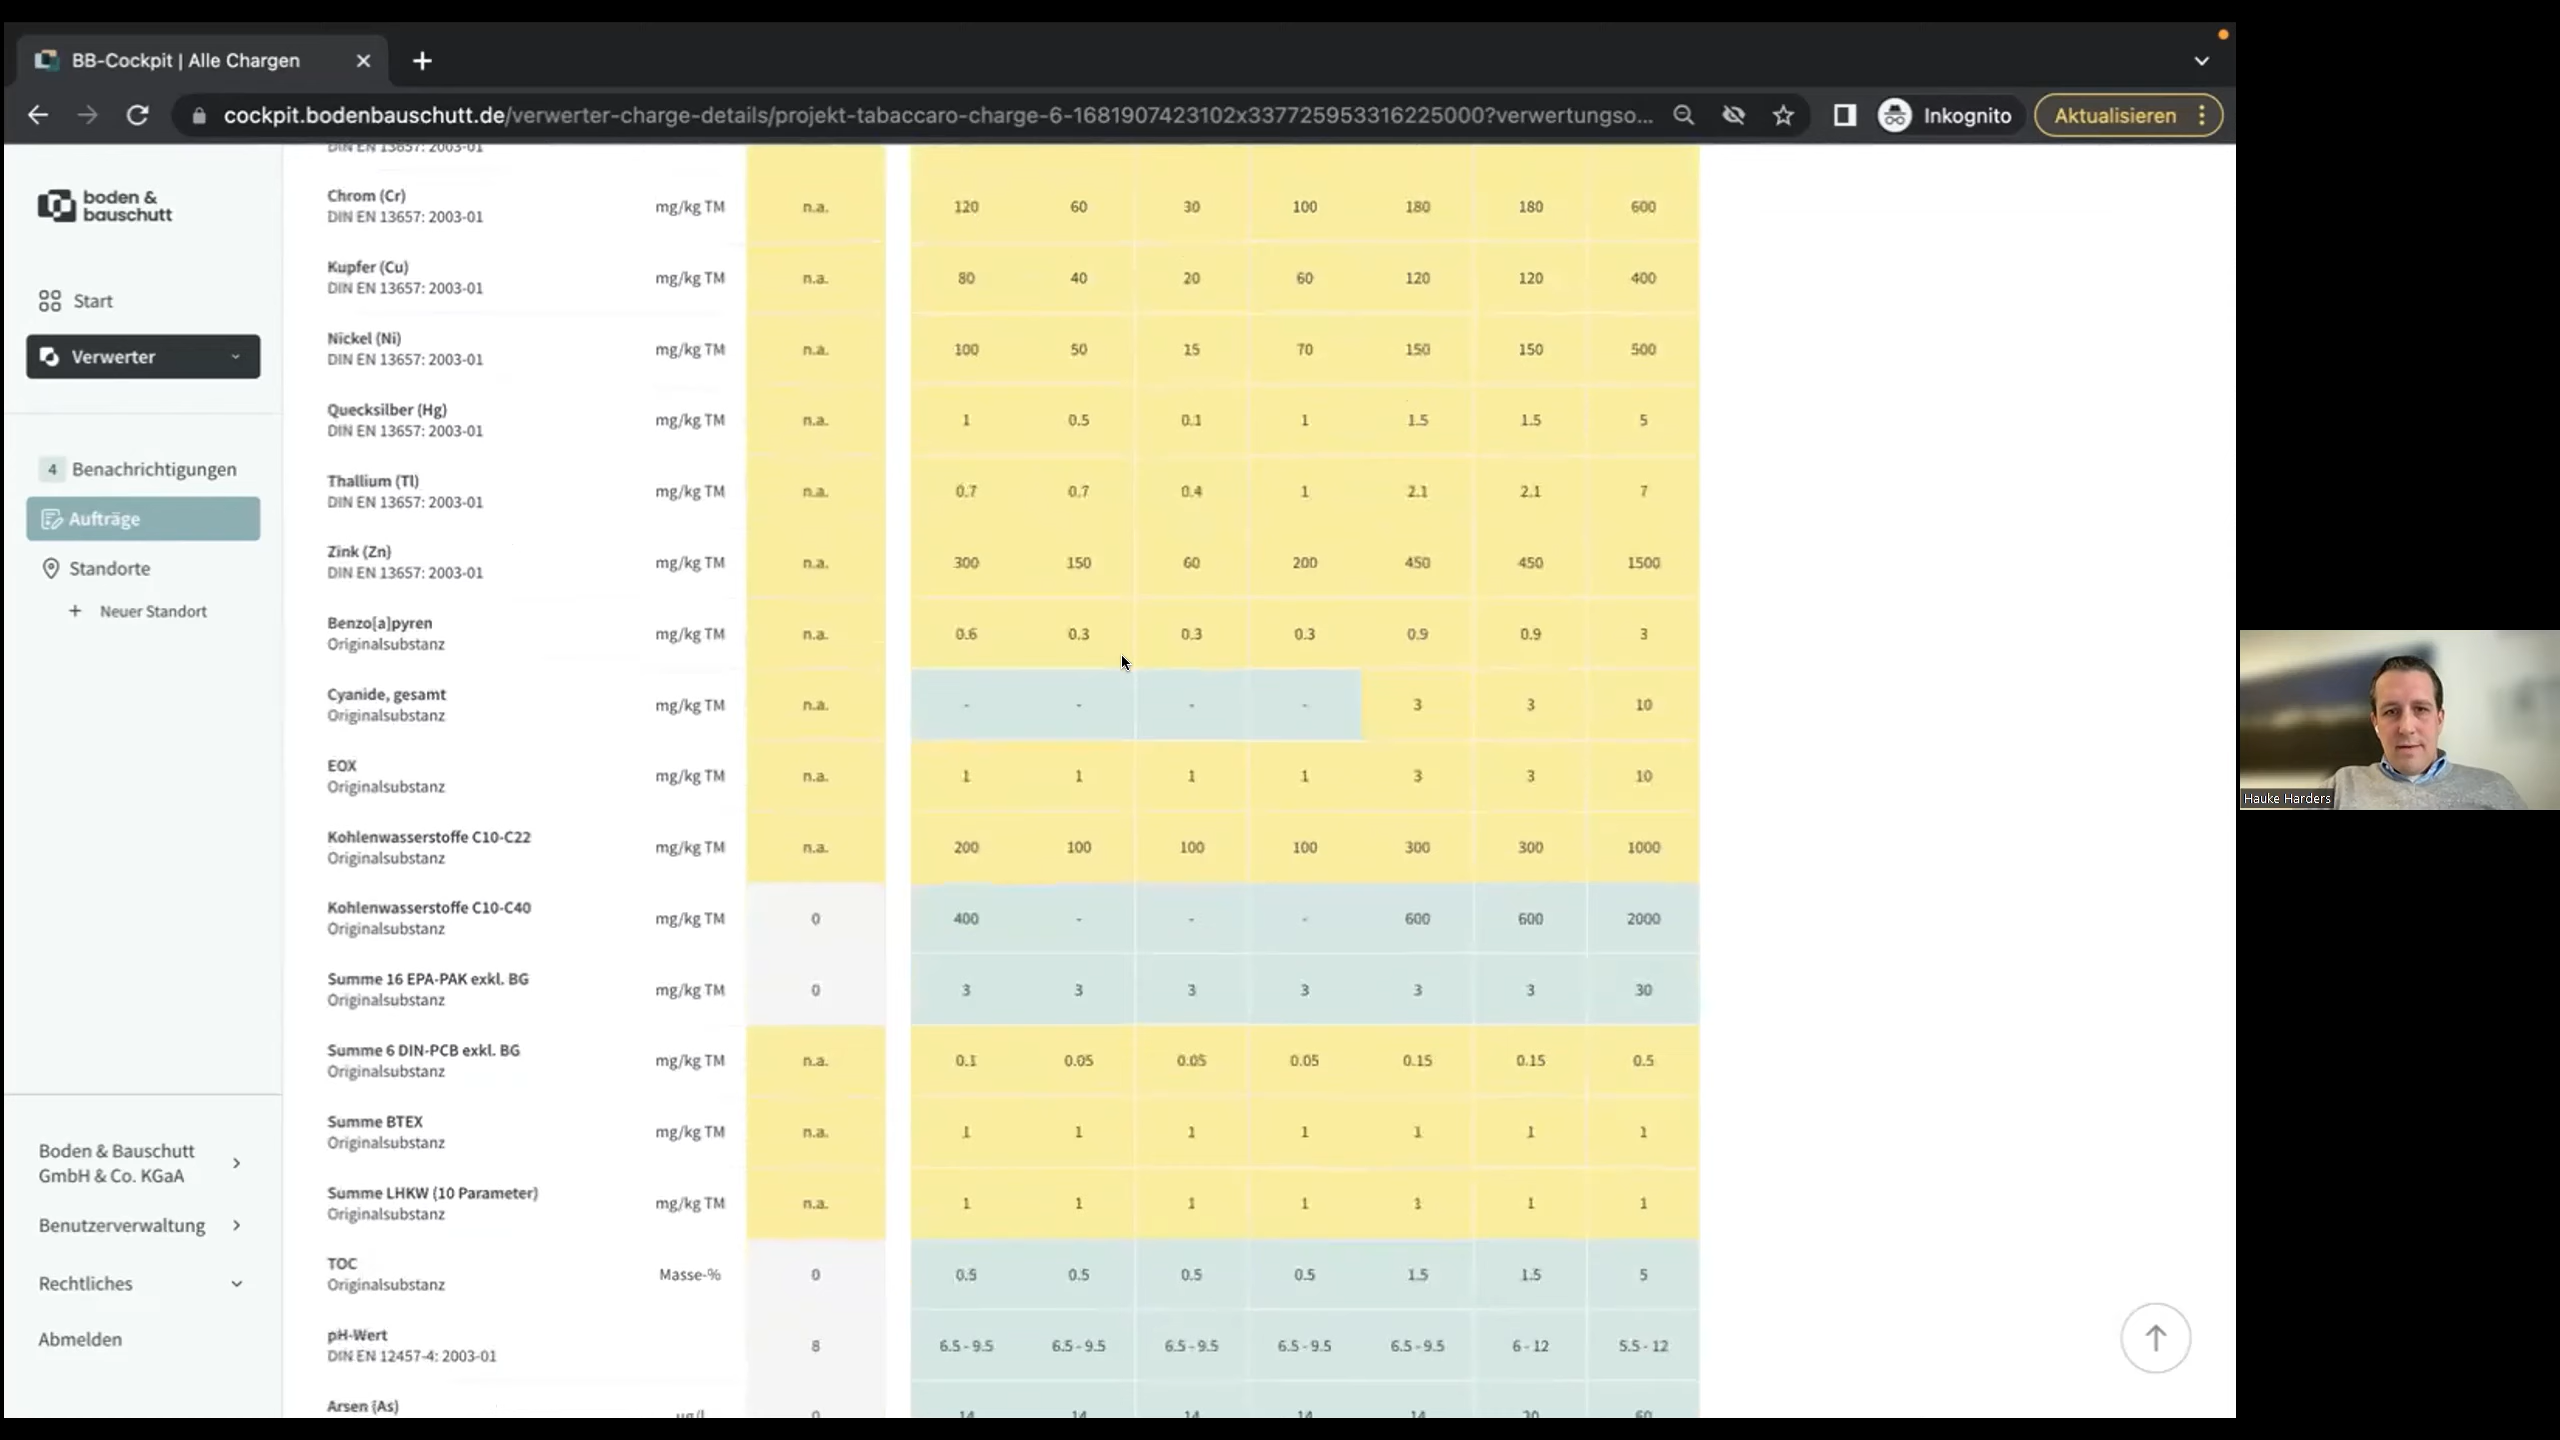 BB-Cockpit | Alle Chargen
cockpit.bodenbauschutt.de/verwerter-charge-details/projekt-tabaccaro-charge-6-1681907423102x337725953316225000?verwertungso...
Inkognito
Aktualisieren
boden &
bauschutt
Start
Verwerter
4 Benachrichtigungen
Aufträge
Standorte
+ Neuer Standort
Boden & Bauschutt
GmbH & Co. KGaA
Benutzerverwaltung
Rechtliches
Abmelden
DIN EN 13657: 2003-01
Chrom (Cr)
DIN EN 13657: 2003-01
mg/kg TM n.a. 120 60 30 100 180 180 600
Kupfer (Cu)
DIN EN 13657: 2003-01
mg/kg TM n.a. 80 40 20 60 120 120 400
Nickel (Ni)
DIN EN 13657: 2003-01
mg/kg TM n.a. 100 50 15 70 150 150 500
Quecksilber (Hg)
DIN EN 13657: 2003-01
mg/kg TM n.a. 1 0.5 0.1 1 1.5 1.5 5
Thallium (Tl)
DIN EN 13657: 2003-01
mg/kg TM n.a. 0.7 0.7 0.4 1 2.1 2.1 7
Zink (Zn)
DIN EN 13657: 2003-01
mg/kg TM n.a. 300 150 60 200 450 450 1500
Benzo[a]pyren
Originalsubstanz
mg/kg TM n.a. 0.6 0.3 0.3 0.3 0.9 0.9 3
Cyanide, gesamt
Originalsubstanz
mg/kg TM n.a. - - - - 3 3 10
EOX
Originalsubstanz
mg/kg TM n.a. 1 1 1 1 3 3 10
Kohlenwasserstoffe C10-C22
Originalsubstanz
mg/kg TM n.a. 200 100 100 100 300 300 1000
Kohlenwasserstoffe C10-C40
Originalsubstanz
mg/kg TM 0 400 - - - 600 600 2000
Summe 16 EPA-PAK exkl. BG
Originalsubstanz
mg/kg TM 0 3 3 3 3 3 3 30
Summe 6 DIN-PCB exkl. BG
Originalsubstanz
mg/kg TM n.a. 0.1 0.05 0.05 0.05 0.15 0.15 0.5
Summe BTEX
Originalsubstanz
mg/kg TM n.a. 1 1 1 1 1 1 1
Summe LHKW (10 Parameter)
Originalsubstanz
mg/kg TM n.a. 1 1 1 1 1 1 1
TOC
Originalsubstanz
Masse-% 0 0.5 0.5 0.5 0.5 1.5 1.5 5
pH-Wert
DIN EN 12457-4: 2003-01
8 6.5 - 9.5 6.5 - 9.5 6.5 - 9.5 6.5 - 9.5 6.5 - 9.5 6 - 12 5.5 - 12
Arsen (As)
Hauke Harders